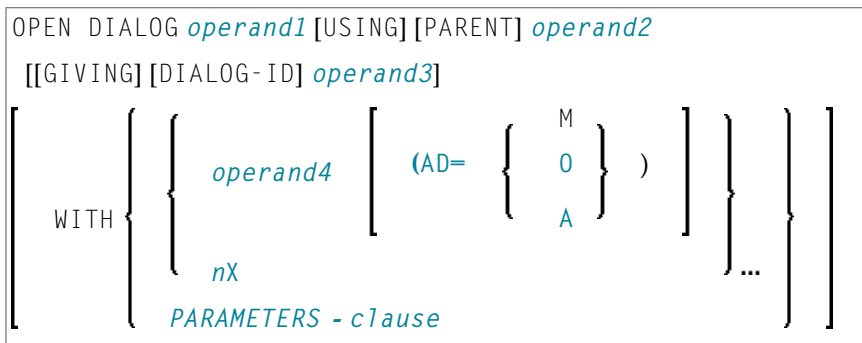 OPEN DIALOG operand1 [USING] [PARENT] operand2
[[GIVING] [DIALOG-ID] operand3]
M
operand4 (AD= O )
WITH A
nX ...
PARAMETERS - clause